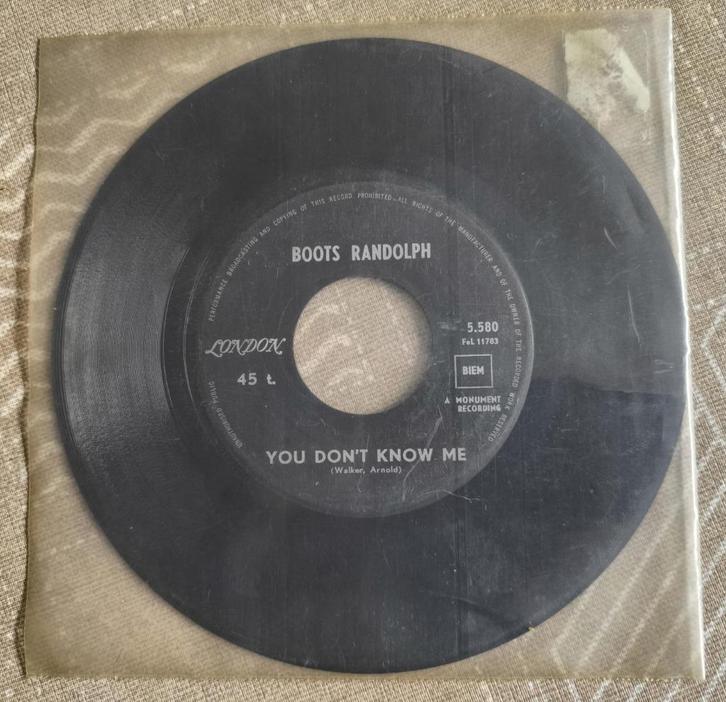 PERFORMANCE BROADCASTING AND COPYING OF THIS RECORD PROHIBITED-ALL RIGHTS OF THE MANUFACTURER AND OF THE OWNER OF THE RECORDED WORK RESERVED
BOOTS RANDOLPH
LONDON
45 t.
5.580
FeL 11783
BIEM
A MONUMENT
RECORDING
YOU DON'T KNOW ME
(Walker, Arnold)